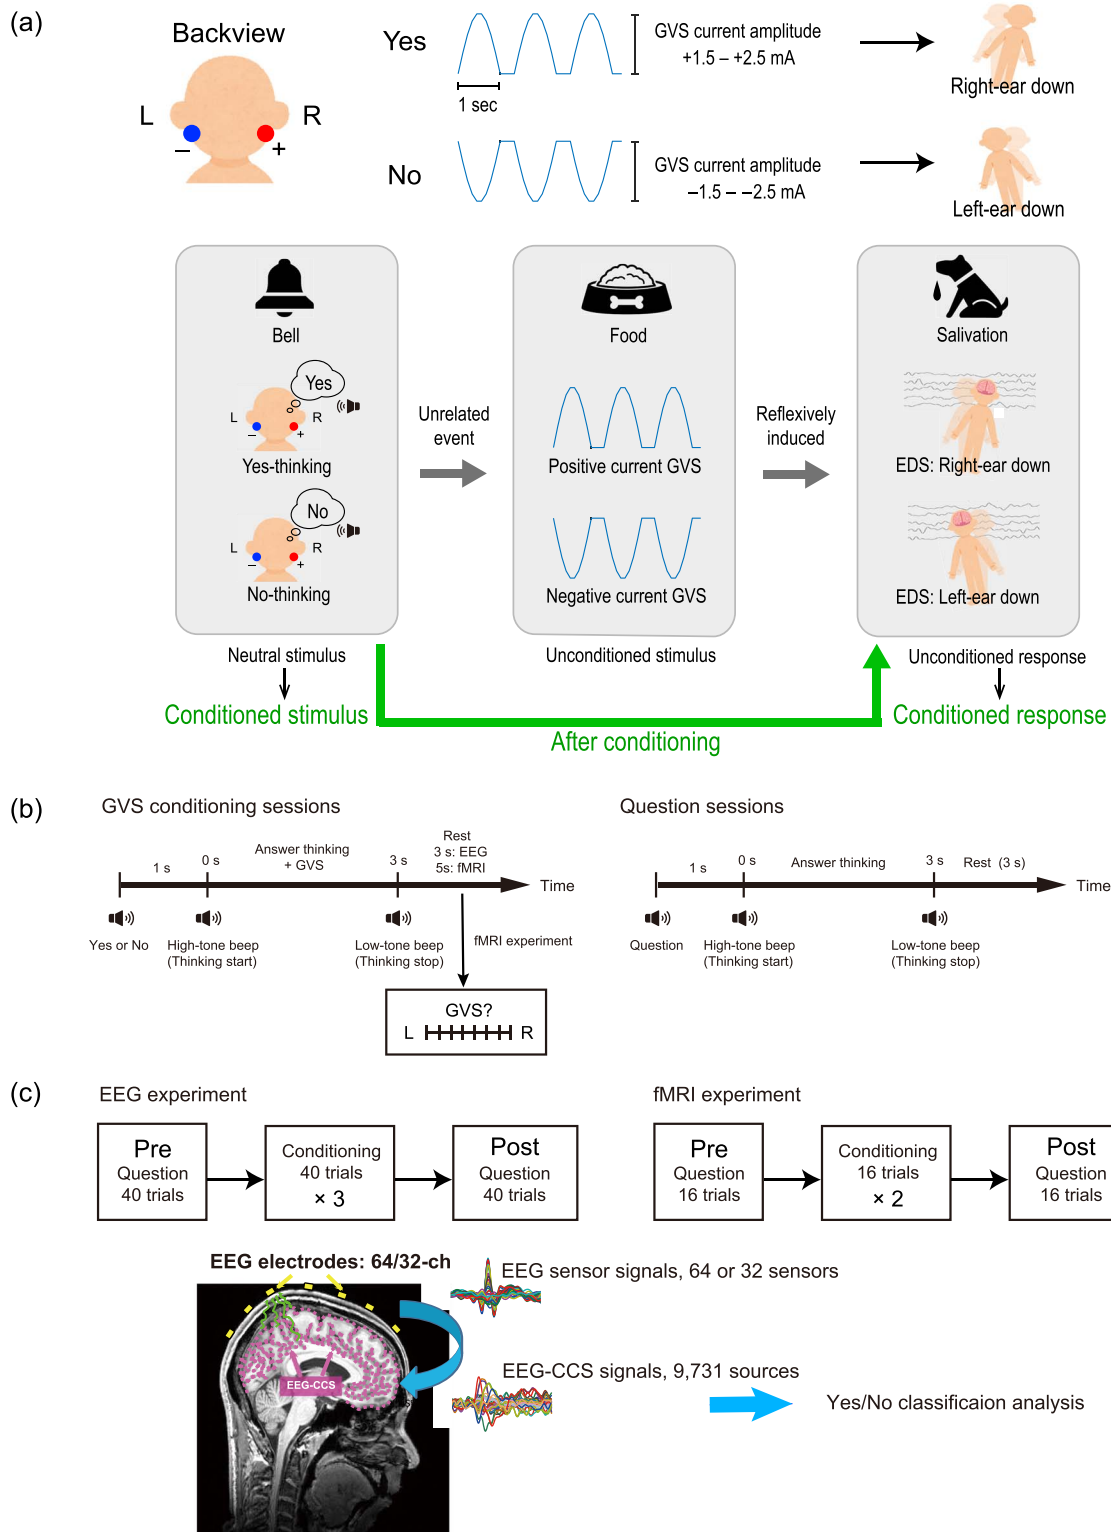 (a)
Backview
L
R
–
+
Yes
1 sec
GVS current amplitude
+1.5 – +2.5 mA
Right-ear down
No
GVS current amplitude
–1.5 – –2.5 mA
Left-ear down
Bell
Yes
L
R
–
+
Yes-thinking
No
L
R
–
+
No-thinking
Unrelated
event
Food
Positive current GVS
Negative current GVS
Reflexively
induced
Salivation
EDS: Right-ear down
EDS: Left-ear down
Neutral stimulus
Unconditioned stimulus
Unconditioned response
Conditioned stimulus
Conditioned response
After conditioning
(b)
GVS conditioning sessions
1 s
0 s
Answer thinking
+ GVS
3 s
Rest
3 s: EEG
5s: fMRI
Time
Yes or No
High-tone beep
(Thinking start)
Low-tone beep
(Thinking stop)
fMRI experiment
GVS?
L
R
Question sessions
1 s
0 s
Answer thinking
3 s
Rest (3 s)
Time
Question
High-tone beep
(Thinking start)
Low-tone beep
(Thinking stop)
(c)
EEG experiment
Pre
Question
40 trials
Conditioning
40 trials
× 3
Post
Question
40 trials
fMRI experiment
Pre
Question
16 trials
Conditioning
16 trials
× 2
Post
Question
16 trials
EEG electrodes: 64/32-ch
EEG-CCS
EEG sensor signals, 64 or 32 sensors
EEG-CCS signals, 9,731 sources
Yes/No classificaion analysis